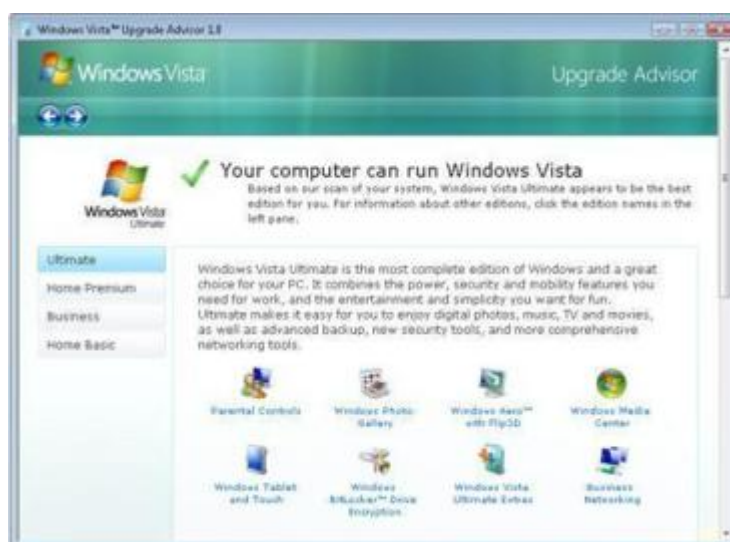 Windows Vista™ Upgrade Advisor 1.0
Windows Vista
Upgrade Advisor
Your computer can run Windows Vista
Based on our scan of your system, Windows Vista Ultimate appears to be the best
edition for you. For information about other editions, click the edition names in the
left pane.
Windows Vista
Ultimate
Ultimate
Home Premium
Business
Home Basic
Windows Vista Ultimate is the most complete edition of Windows and a great
choice for your PC. It combines the power, security and mobility features you
need for work, and the entertainment and simplicity you want for fun.
Ultimate makes it easy for you to enjoy digital photos, music, TV and movies,
as well as advanced backup, new security tools, and more comprehensive
networking tools.
Parental Controls
Windows Photo
Gallery
Windows Aero™
with Flip3D
Windows Media
Center
Windows Tablet
and Touch
Windows
BitLocker™ Drive
Encryption
Windows Vista
Ultimate Extras
Business
Networking